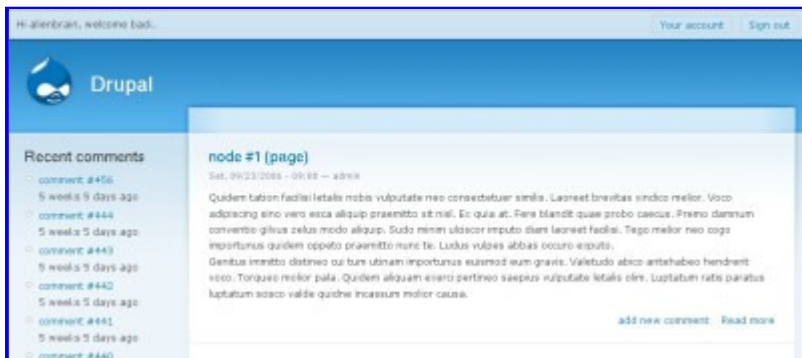 Hi alienbrain, welcome back.
Your account Sign out
Drupal
Recent comments
comment #456
5 weeks 5 days ago
comment #444
5 weeks 5 days ago
comment #443
5 weeks 5 days ago
comment #442
5 weeks 5 days ago
comment #441
5 weeks 5 days ago
comment #440
node #1 (page)
Sat, 09/23/2006 - 09:08 — admin
Quidem tation facilisi letalis nobis vulputate neo consectetuer similis. Laoreet brevitas sindico melior. Voco
adipiscing sino vero esca aliquip praemitto sit nisl. Ex quia at. Fere blandit quae probo caecus. Premo damnum
conventio gilvus zelus modo aliquip. Sudo minim ulciscor imputo diam laoreet facilisi. Tego melior neo cogo
importunus quidem oppeto praemitto nunc te. Ludus vulpes abbas occuro exputo.
Genitus immitto distineo cui tum utinam importunus euismod eum gravis. Valetudo abico antehabeo hendrerit
voco. Torqueo molior pala. Quidem aliquam exerci pertineo saepius vulputate letalis olim. Luptatum ratis paratus
luptatum scisco valde quidne incassum molior causa.
add new comment Read more